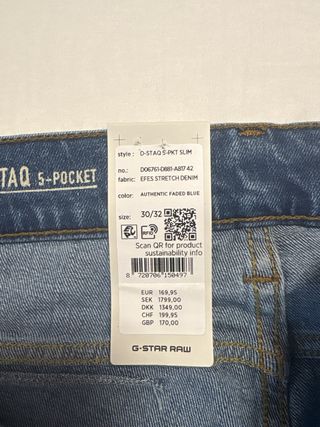 style : D-STAQ 5-PKT SLIM
no.: D06761-D881-A817 42
fabric: EFES STRETCH DENIM
color: AUTHENTIC FADED BLUE
size: 30/32
RFID
Scan QR for product
sustainability info
8 720706 150497
EUR 169,95
SEK 1799,00
DKK 1349,00
CHF 199,95
GBP 170,00
G-STAR RAW
TAQ 5-POCKET